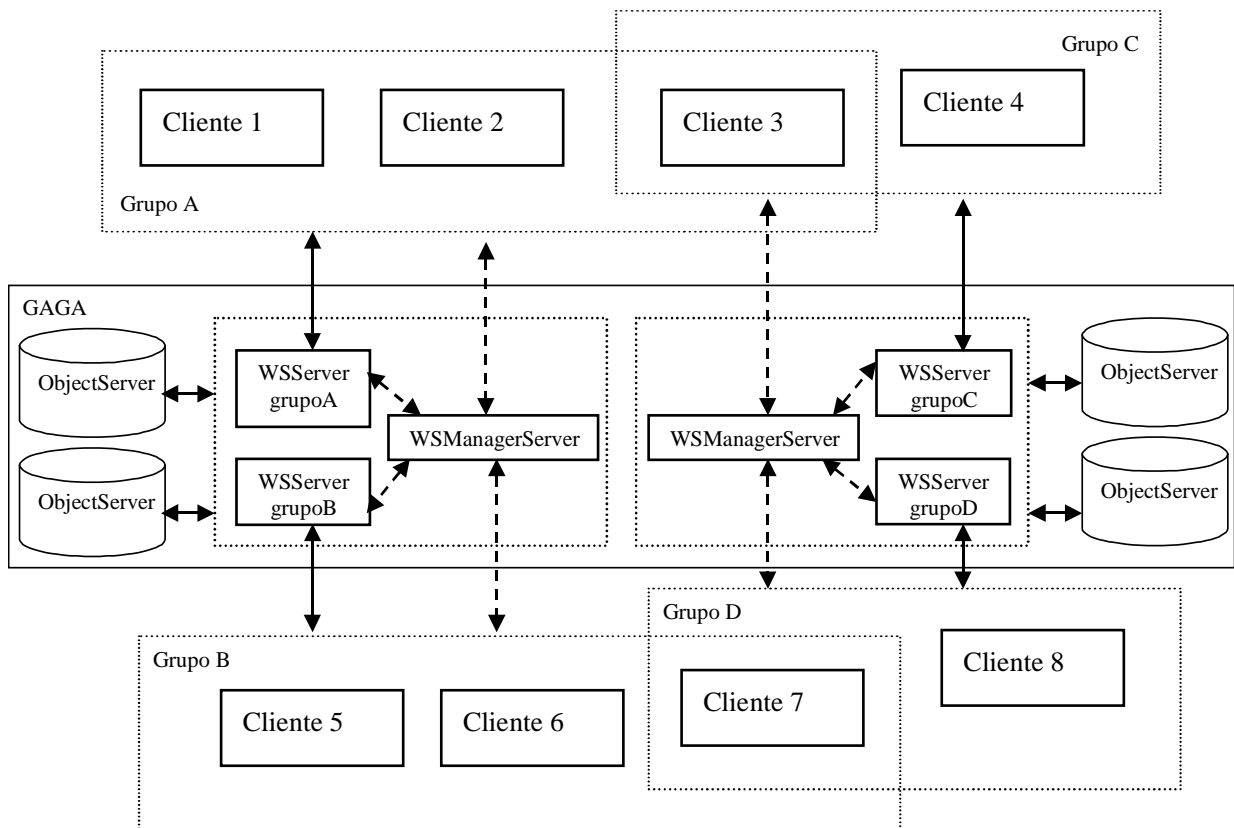 Grupo C
Cliente 1
Cliente 2
Cliente 3
Cliente 4
Grupo A
GAGA
ObjectServer
WSServer
grupoA
WSManagerServer
WSManagerServer
WSServer
grupoC
ObjectServer
ObjectServer
WSServer
grupoB
WSServer
grupoD
ObjectServer
Grupo D
Grupo B
Cliente 8
Cliente 5
Cliente 6
Cliente 7